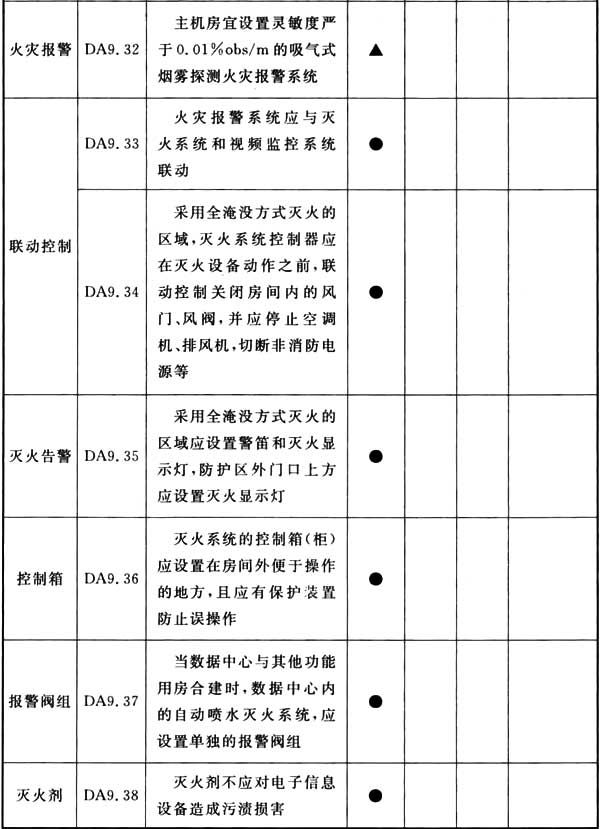 火灾报警 DA9.32 主机房宜设置灵敏度严
于0.01%obs/m的吸气式
烟雾探测火灾报警系统 ▲
联动控制 DA9.33 火灾报警系统应与灭
火系统和视频监控系统
联动 ●
DA9.34 采用全淹没方式灭火的
区域,灭火系统控制器应
在灭火设备动作之前,联
动控制关闭房间内的风
门、风阀,并应停止空调
机、排风机,切断非消防电
源等 ●
灭火告警 DA9.35 采用全淹没方式灭火的
区域应设置警笛和灭火显
示灯,防护区外门口上方
应设置灭火显示灯 ●
控制箱 DA9.36 灭火系统的控制箱(柜)
应设置在房间外便于操作
的地方,且应有保护装置
防止误操作 ●
报警阀组 DA9.37 当数据中心与其他功能
用房合建时,数据中心内
的自动喷水灭火系统,应
设置单独的报警阀组 ●
灭火剂 DA9.38 灭火剂不应对电子信息
设备造成污渍损害 ●